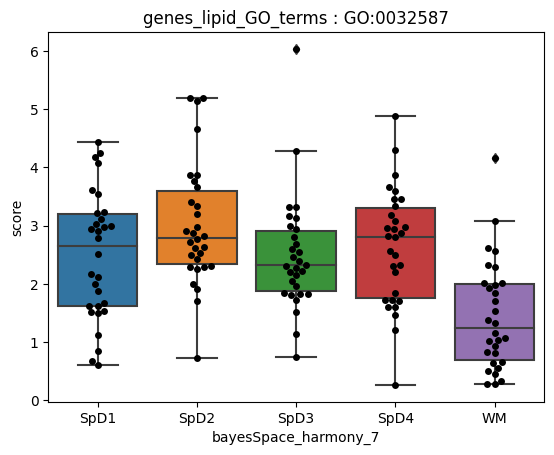 genes_lipid_GO_terms : GO:0032587
6
5
4
3
2
1
0
score
SpD1 SpD2 SpD3 SpD4 WM
bayesSpace_harmony_7